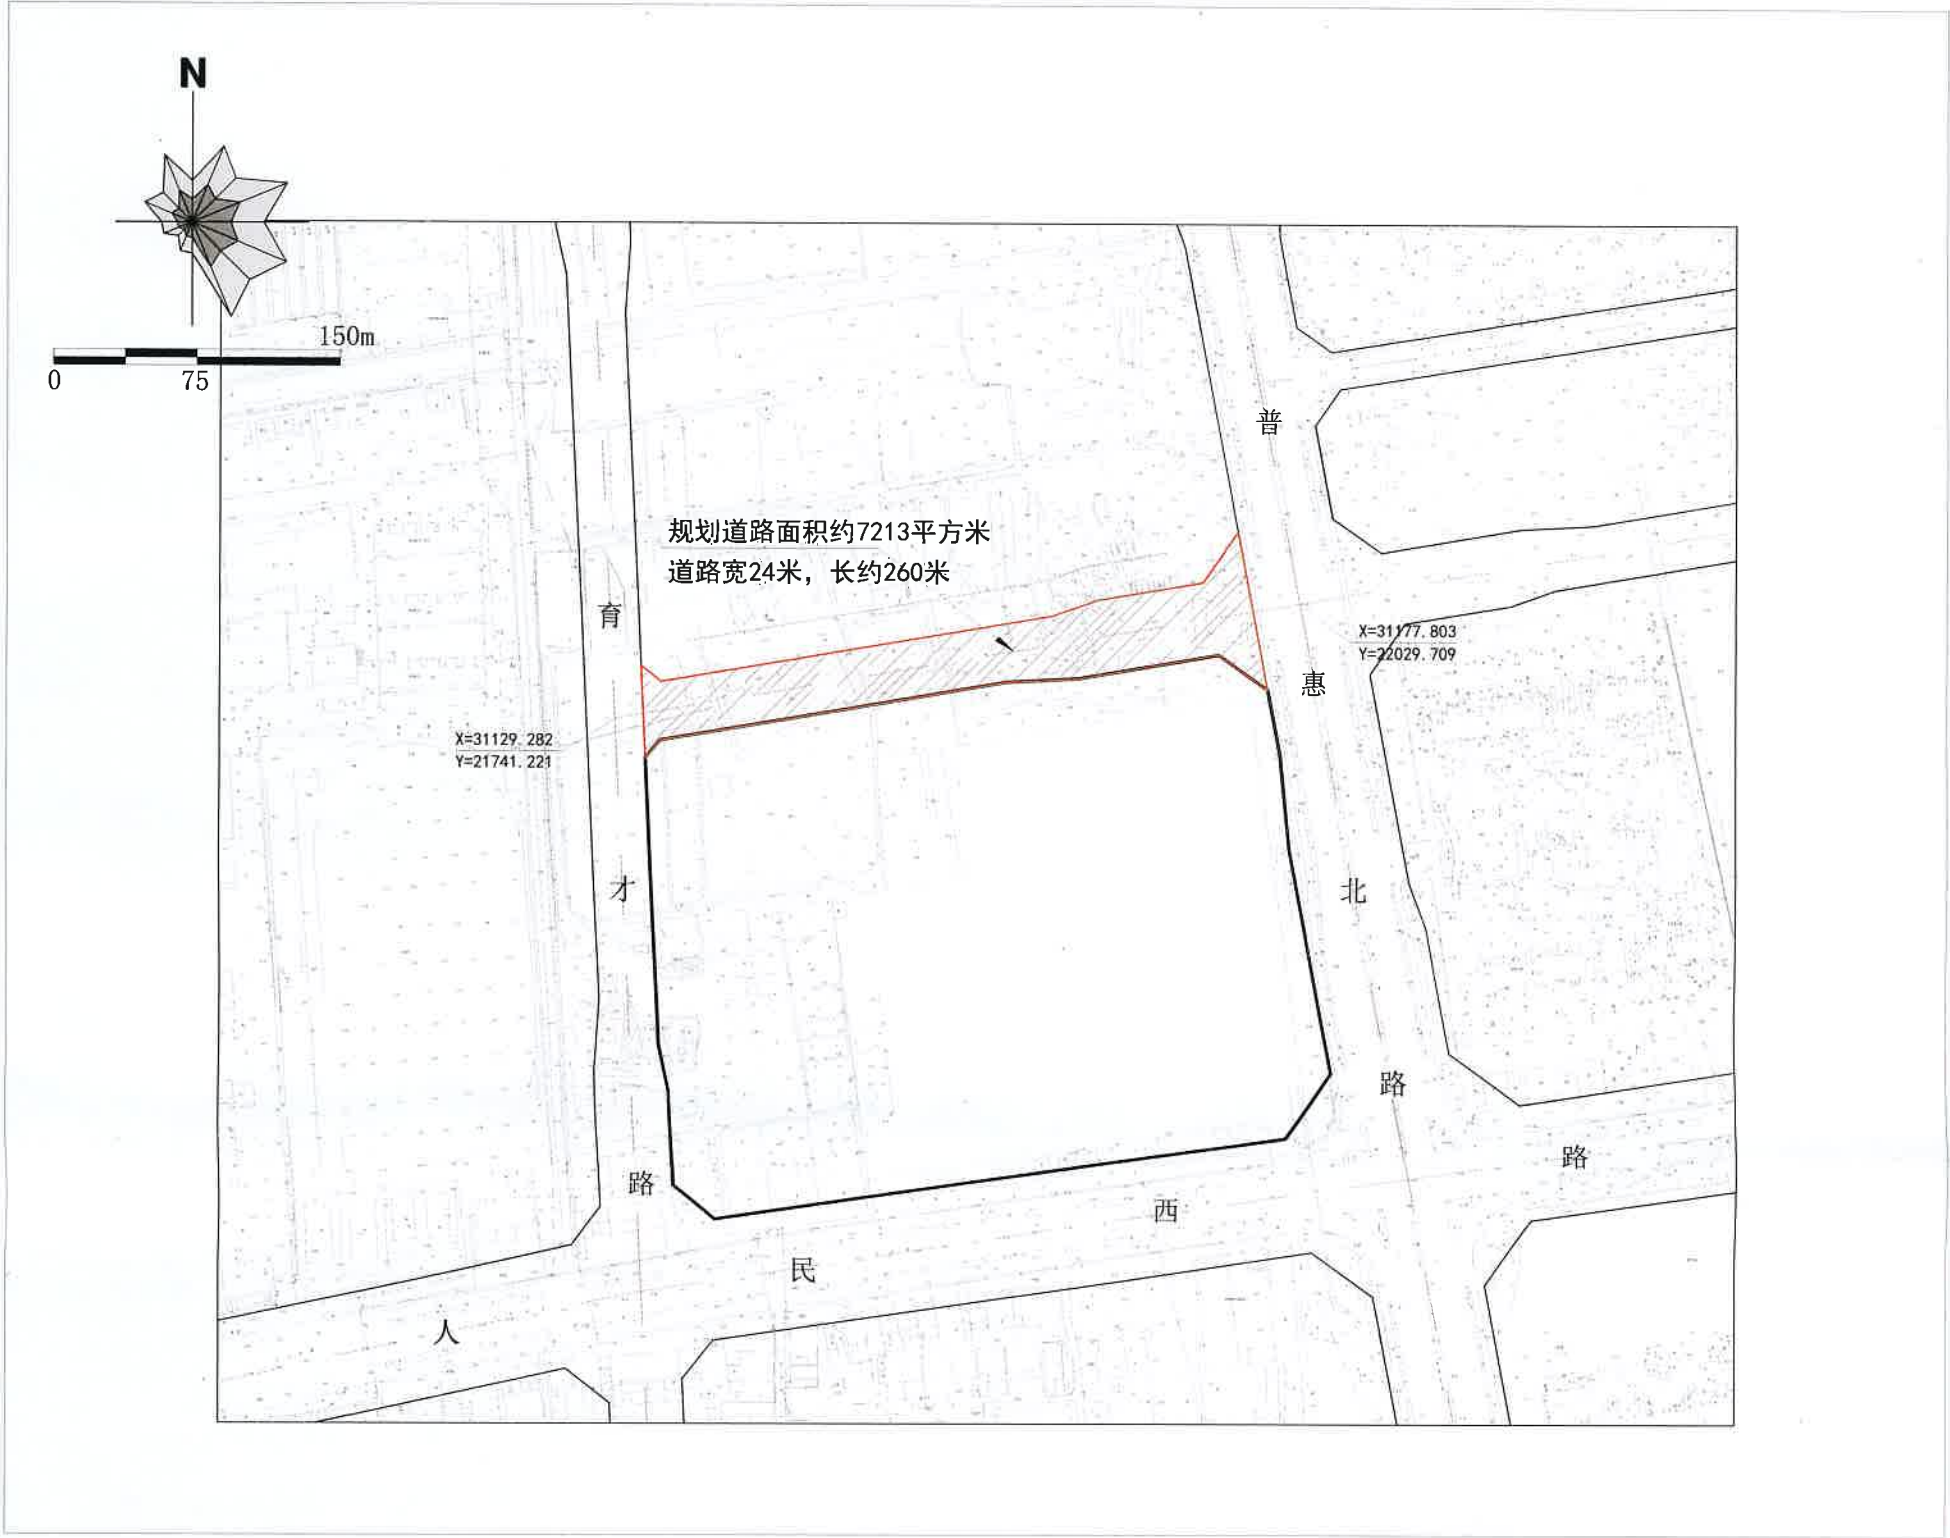 N
150m
0
75
普
规划道路面积约7213平方米
道路宽24米，长约260米
育
X=31177.803
Y=22029.709
惠
X=31129.282
Y=21741.221
才
北
路
路
路
西
民
人